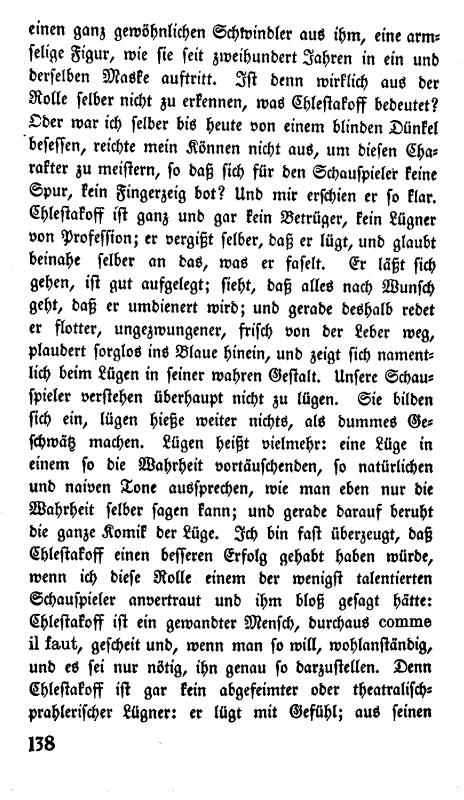 einen ganz gewöhnlichen Schwindler aus ihm, eine arm-
selige Figur, wie sie seit zweihundert Jahren in ein und
derselben Maske auftritt. Ist denn wirklich aus der
Rolle selber nicht zu erkennen, was Chlestakoff bedeutet?
Oder war ich selber bis heute von einem blinden Dünkel
besessen, reichte mein Können nicht aus, um diesen Cha-
rakter zu meistern, so daß sich für den Schauspieler keine
Spur, kein Fingerzeig bot? Und mir erschien er so klar.
Chlestakoff ist ganz und gar kein Betrüger, kein Lügner
von Profession; er vergißt selber, daß er lügt, und glaubt
beinahe selber an das, was er faselt. Er läßt sich
gehen, ist gut aufgelegt; sieht, daß alles nach Wunsch
geht, daß er umdienert wird; und gerade deshalb redet
er flotter, ungezwungener, frisch von der Leber weg,
plaudert sorglos ins Blaue hinein, und zeigt sich nament-
lich beim Lügen in seiner wahren Gestalt. Unsere Schau-
spieler verstehen überhaupt nicht zu lügen. Sie bilden
sich ein, lügen hieße weiter nichts, als dummes Ge-
schwätz machen. Lügen heißt vielmehr: eine Lüge in
einem so die Wahrheit vortäuschenden, so natürlichen
und naiven Tone aussprechen, wie man eben nur die
Wahrheit selber sagen kann; und gerade darauf beruht
die ganze Komik der Lüge. Ich bin fast überzeugt, daß
Chlestakoff einen besseren Erfolg gehabt haben würde,
wenn ich diese Rolle einem der wenigst talentierten
Schauspieler anvertraut und ihm bloß gesagt hätte:
Chlestakoff ist ein gewandter Mensch, durchaus comme
il faut, gescheit und, wenn man so will, wohlanständig,
und es sei nur nötig, ihn genau so darzustellen. Denn
Chlestakoff ist gar kein abgefeimter oder theatralisch-
prahlerischer Lügner: er lügt mit Gefühl; aus seinen
138